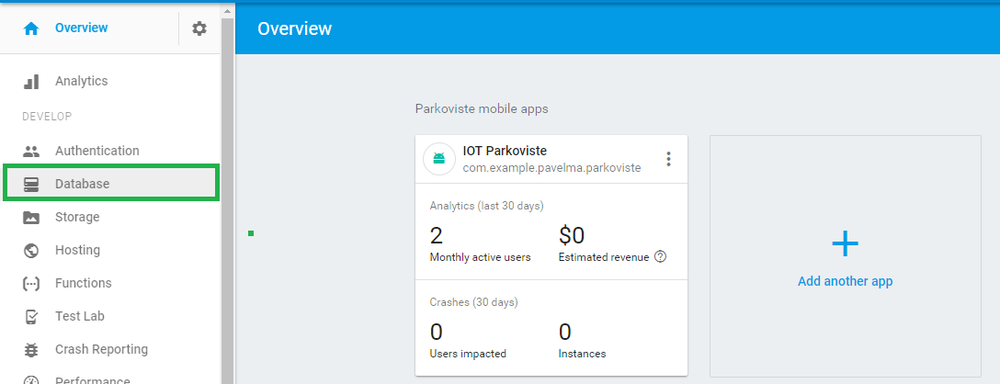 Overview
Analytics
DEVELOP
Authentication
Database
Storage
Hosting
Functions
Test Lab
Crash Reporting
Performance
Overview
Parkoviste mobile apps
IOT Parkoviste
com.example.pavelma.parkoviste
Analytics (last 30 days)
2 $0
Monthly active users Estimated revenue ?
Crashes (30 days)
0 0
Users impacted Instances
Add another app